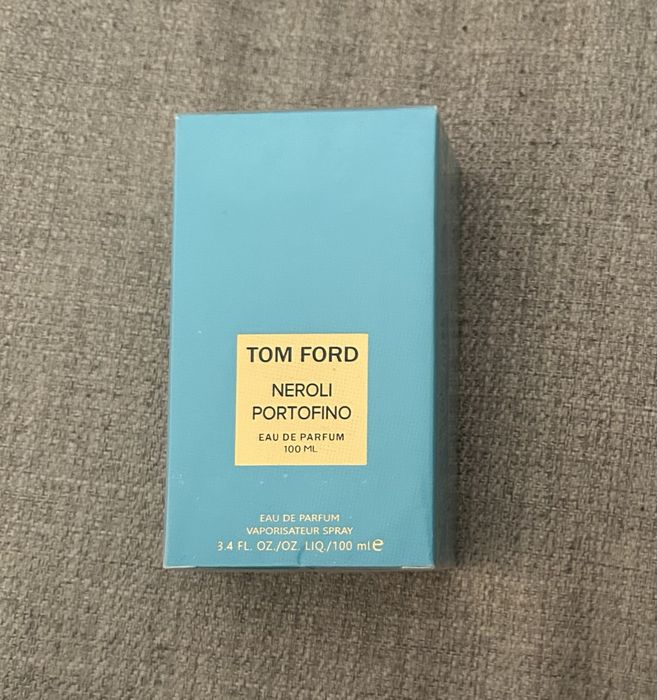 TOM FORD
NEROLI
PORTOFINO
EAU DE PARFUM
100 ML
EAU DE PARFUM
VAPORISATEUR SPRAY
3.4 FL. OZ./OZ. LIQ./100 ml℮